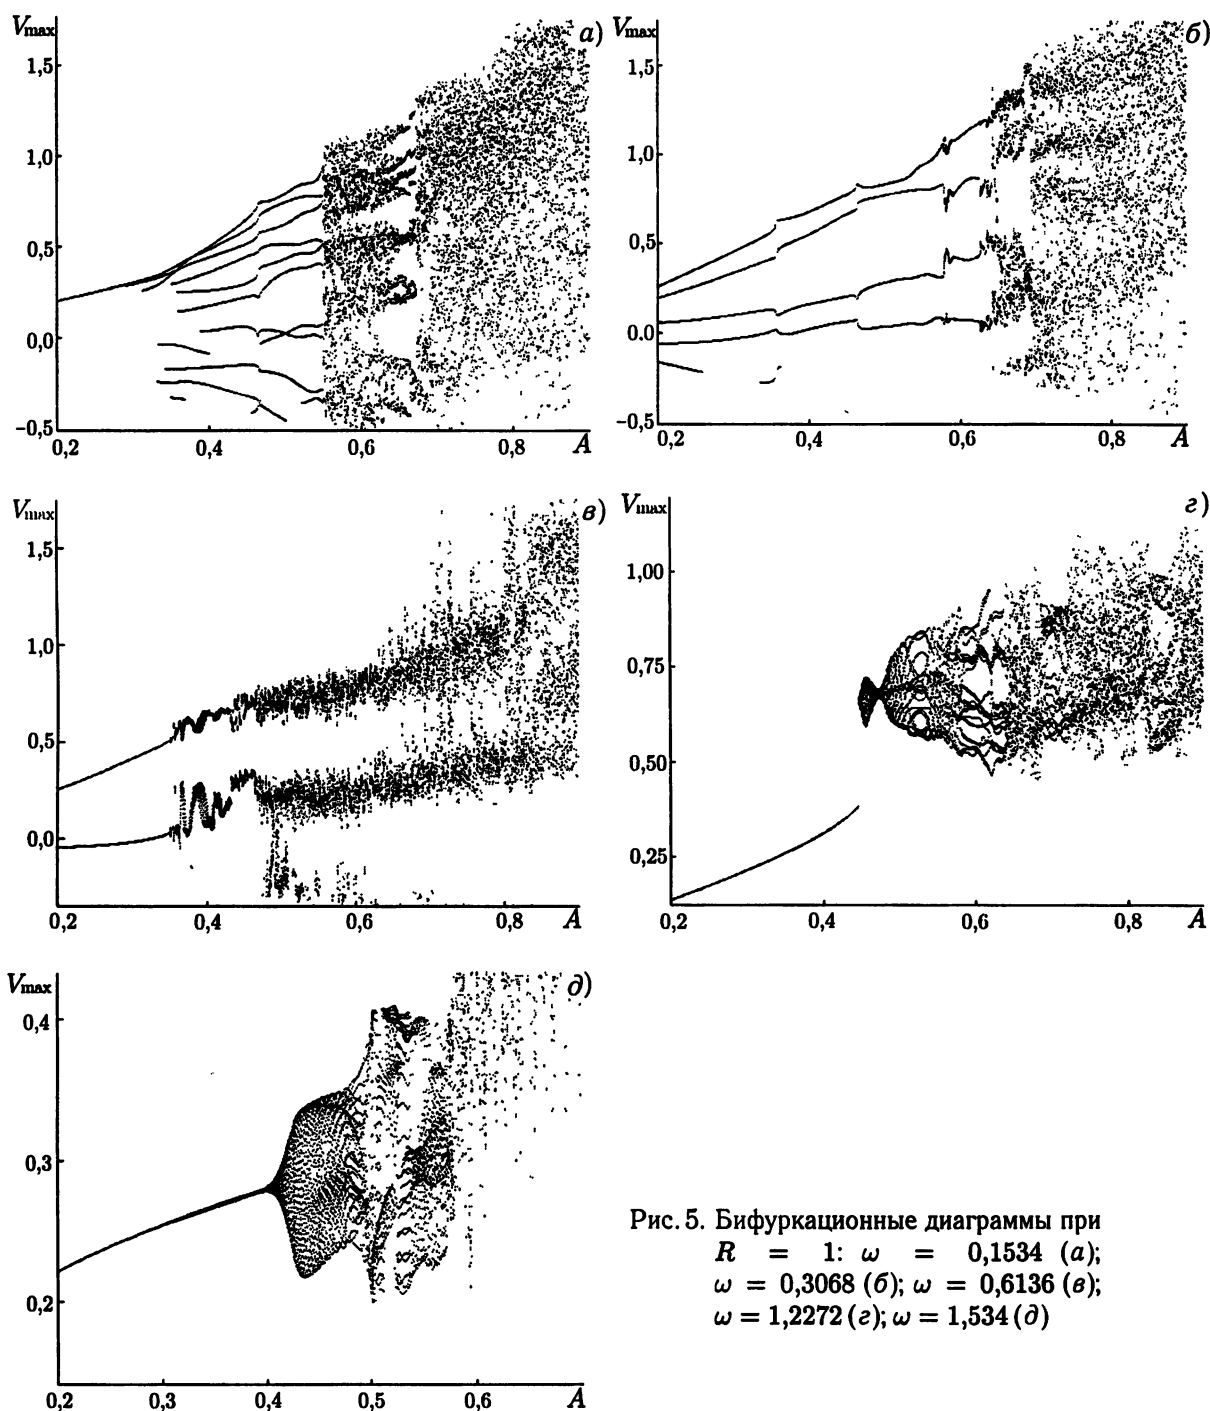 Vmax
а)
1,5
1,0
0,5
0,0
−0,5
0,2
0,4
0,6
0,8
A
Vmax
б)
1,5
1,0
0,5
0,0
−0,5
0,2
0,4
0,6
0,8
A
Vmax
в)
1,5
1,0
0,5
0,0
0,2
0,4
0,6
0,8
A
Vmax
г)
1,00
0,75
0,50
0,25
0,2
0,4
0,6
0,8
A
Vmax
д)
0,4
0,3
0,2
0,2
0,3
0,4
0,5
0,6
A
Рис. 5. Бифуркационные диаграммы при
R = 1: ω = 0,1534 (а);
ω = 0,3068 (б); ω = 0,6136 (в);
ω = 1,2272 (г); ω = 1,534 (д)